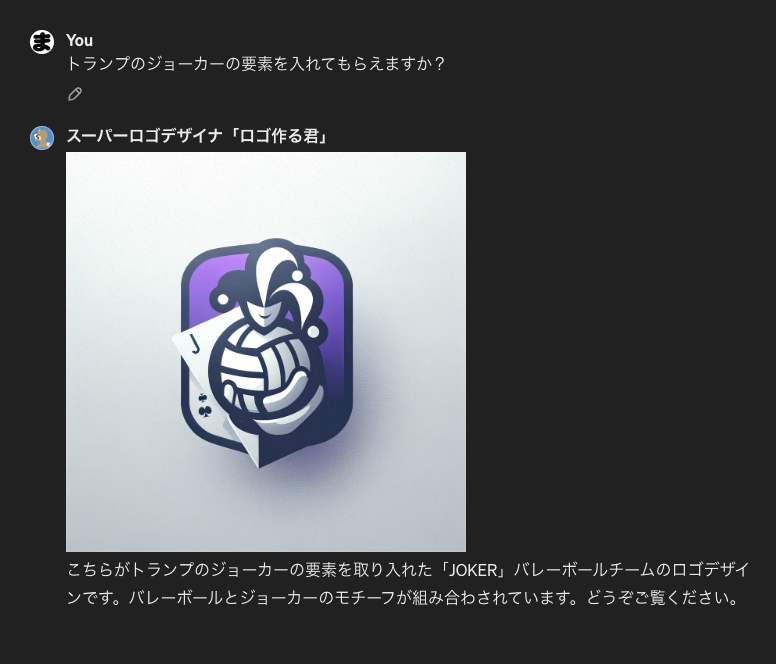 ま
You
トランプのジョーカーの要素を入れてもらえますか？
スーパーロゴデザイナ「ロゴ作る君」
J
こちらがトランプのジョーカーの要素を取り入れた「JOKER」バレーボールチームのロゴデザイ
ンです。バレーボールとジョーカーのモチーフが組み合わされています。どうぞご覧ください。